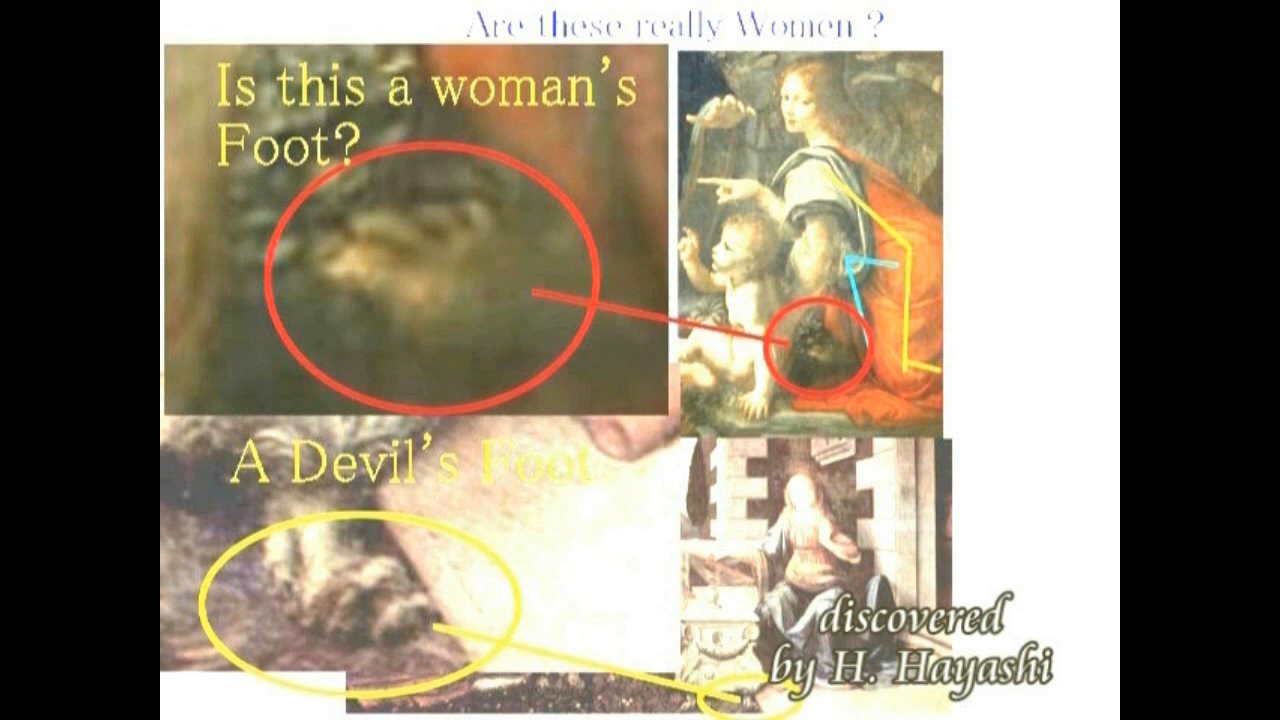 Are these really Women ?
Is this a woman's
Foot?
A Devil's Foot
discovered
by H. Hayashi